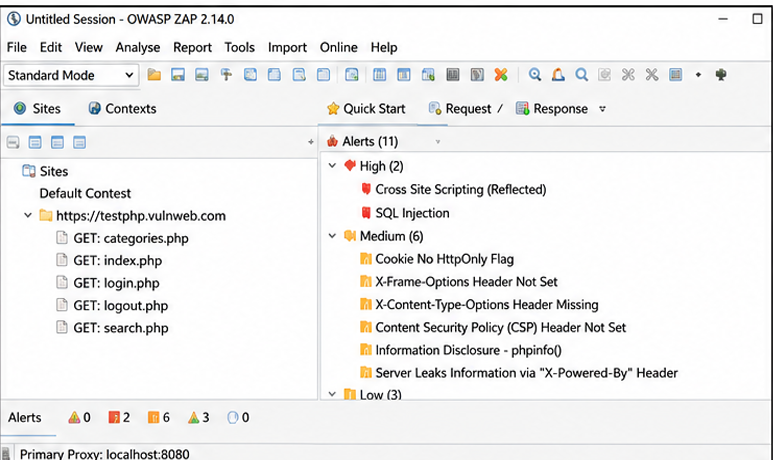 Untitled Session - OWASP ZAP 2.14.0
File Edit View Analyse Report Tools Import Online Help
Standard Mode
Sites Contexts
Quick Start Request / Response
Alerts (11)
Sites
Default Contest
https://testphp.vulnweb.com
GET: categories.php
GET: index.php
GET: login.php
GET: logout.php
GET: search.php
High (2)
Cross Site Scripting (Reflected)
SQL Injection
Medium (6)
Cookie No HttpOnly Flag
X-Frame-Options Header Not Set
X-Content-Type-Options Header Missing
Content Security Policy (CSP) Header Not Set
Information Disclosure - phpinfo()
Server Leaks Information via "X-Powered-By" Header
Low (3)
Alerts 0 2 6 3 0
Primary Proxy: localhost:8080